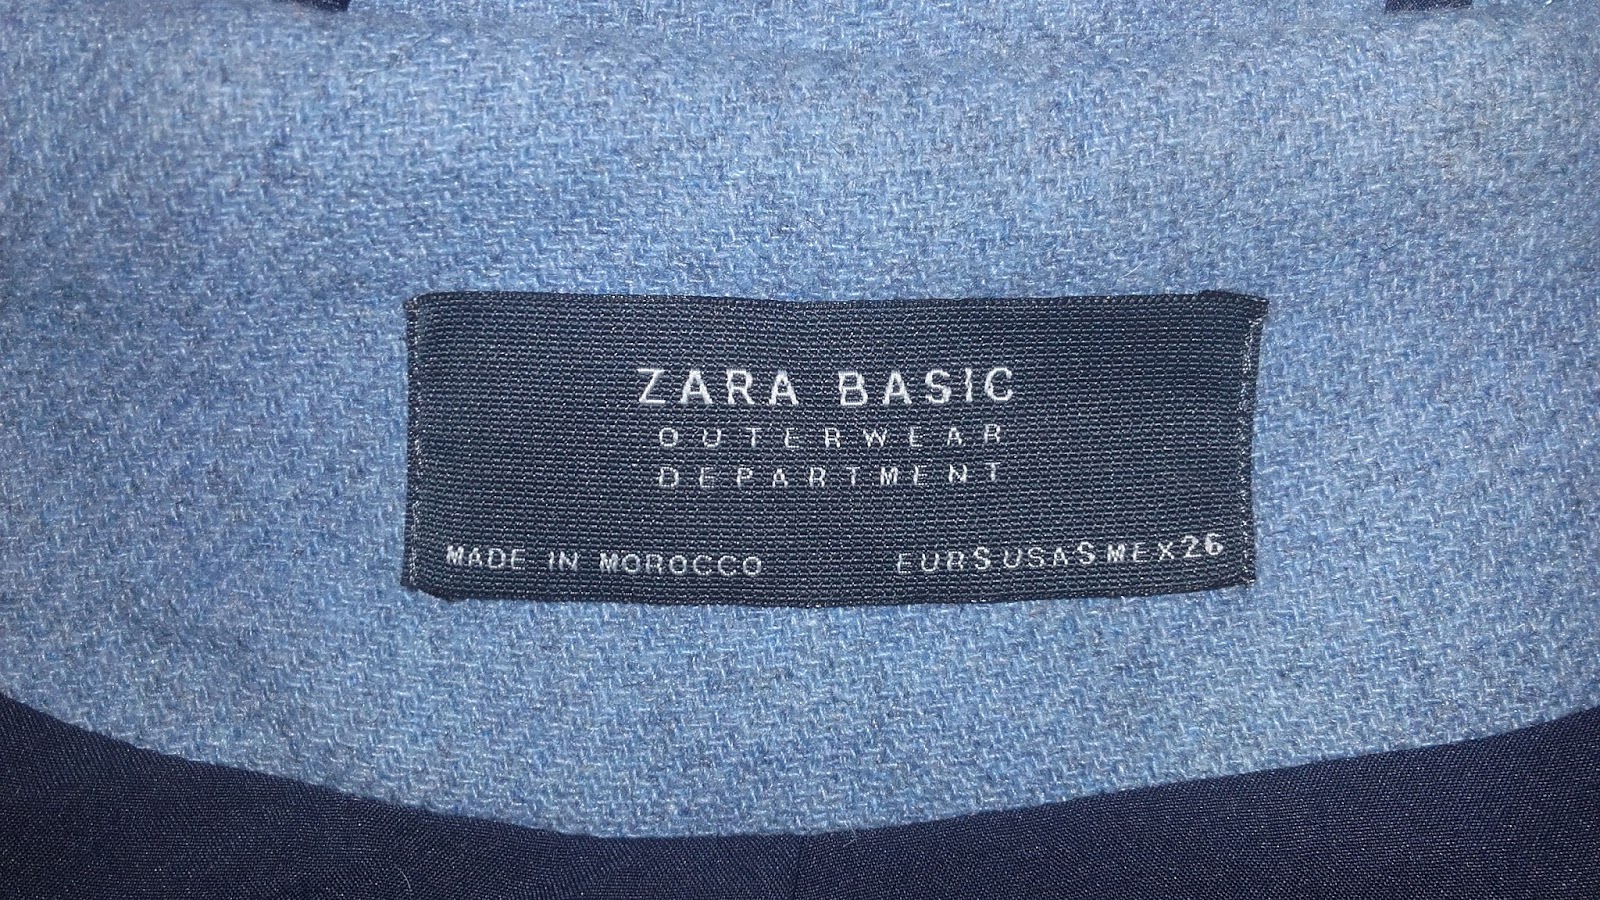 ZARA BASIC
OUTERWEAR
DEPARTMENT
MADE IN MOROCCO EUR S USA S MEX 26